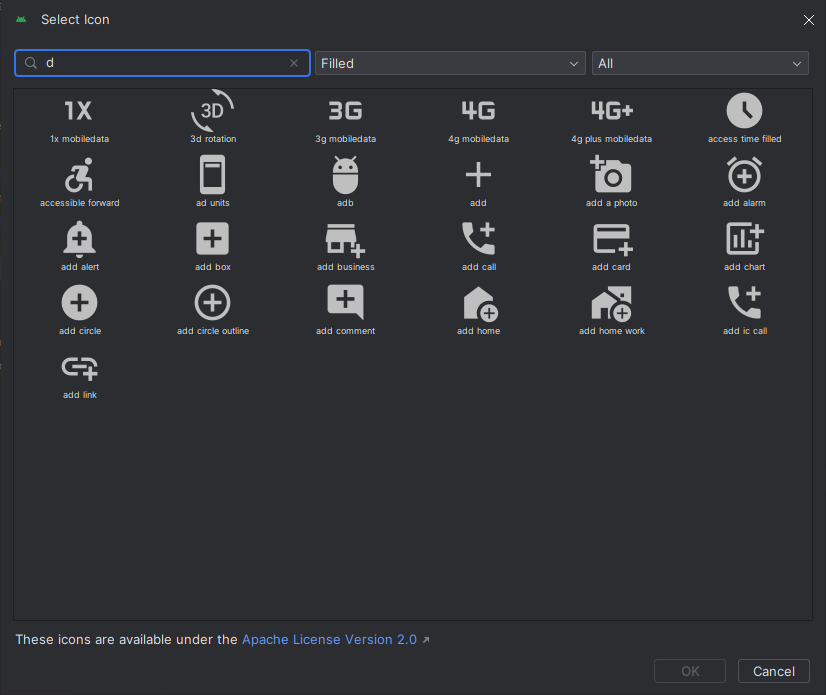 Select Icon
d
Filled
All
1X
3D
3G
4G
4G+
1x mobiledata
3d rotation
3g mobiledata
4g mobiledata
4g plus mobiledata
access time filled
accessible forward
ad units
adb
add
add a photo
add alarm
add alert
add box
add business
add call
add card
add chart
add circle
add circle outline
add comment
add home
add home work
add ic call
add link
These icons are available under the Apache License Version 2.0
OK
Cancel